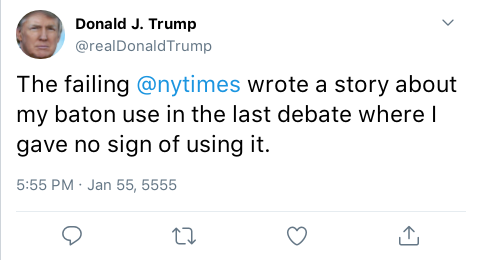 Donald J. Trump
@realDonaldTrump
The failing @nytimes wrote a story about
my baton use in the last debate where I
gave no sign of using it.
5:55 PM · Jan 55, 5555